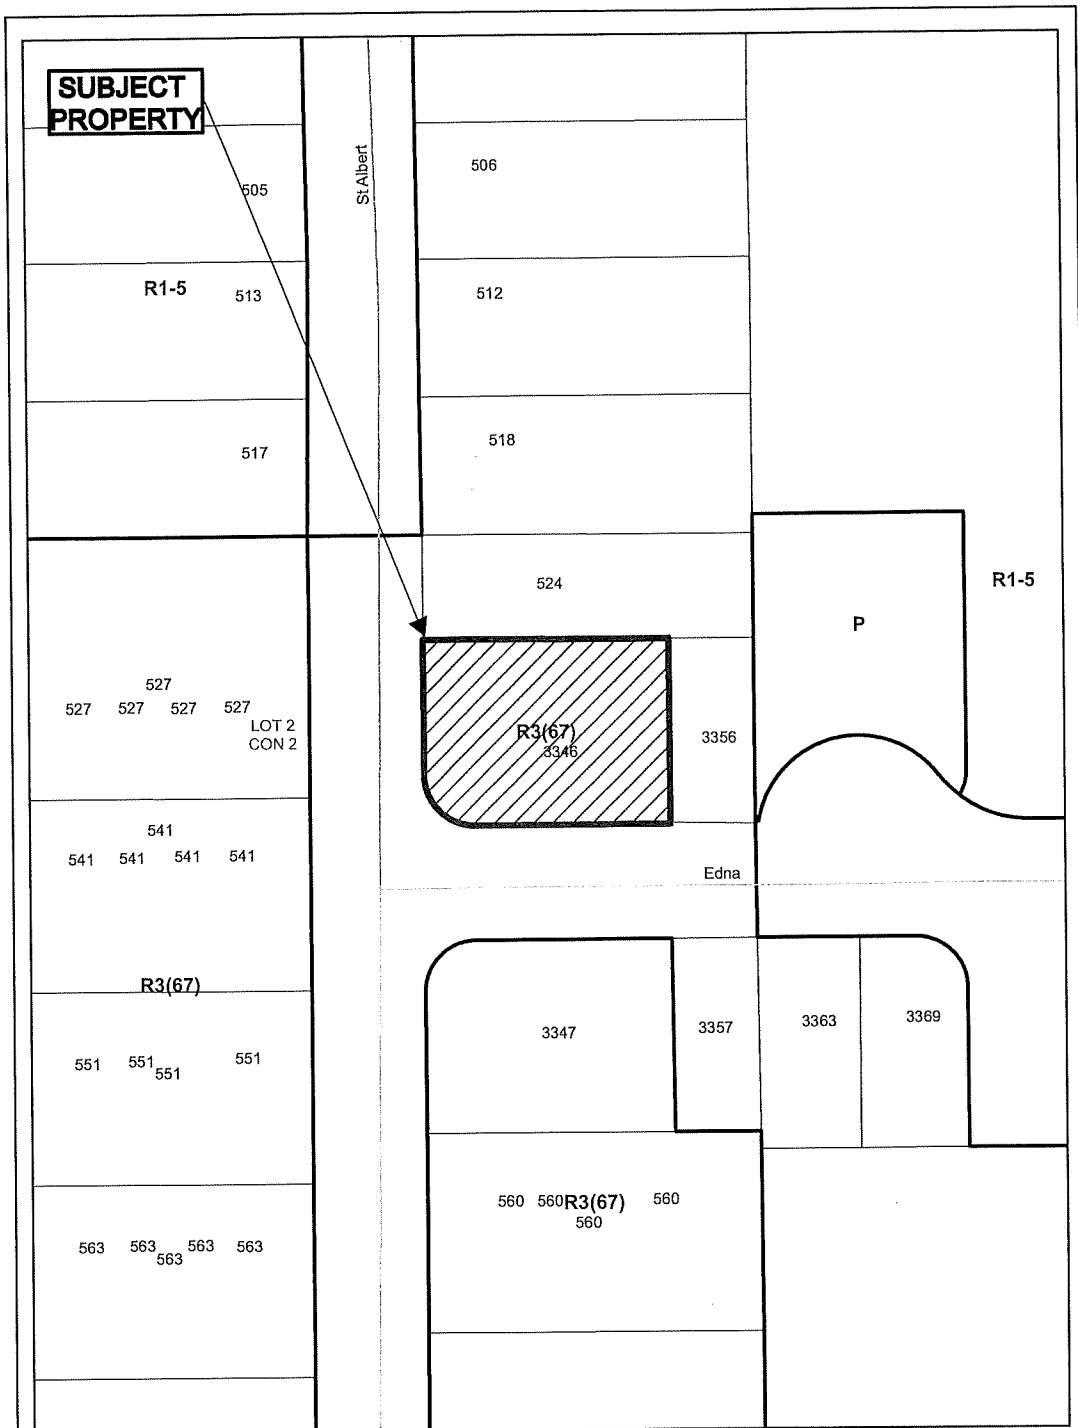 SUBJECT
PROPERTY
St Albert
505
506
R1-5
513
512
517
518
524
R1-5
P
527
527 527 527 527
LOT 2
CON 2
R3(67)
3346
3356
541
541 541 541 541
Edna
R3(67)
3347
3357
3363
3369
551 551 551
551
560 560 R3(67) 560
560
563 563 563 563
563